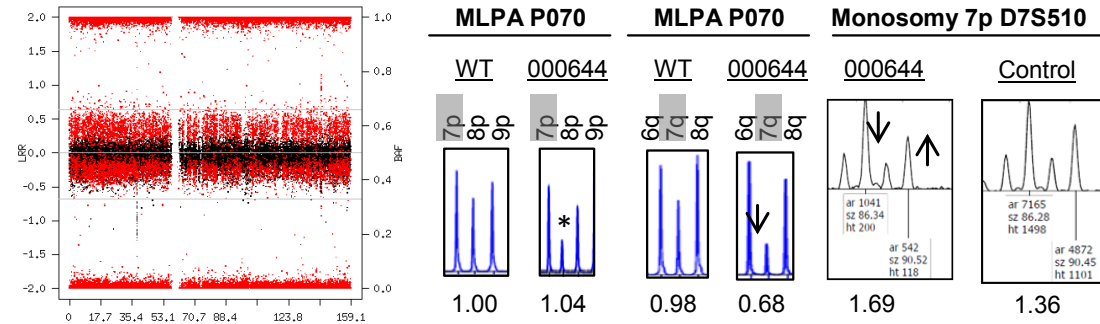 MLPA P070 MLPA P070 Monosomy 7p D7S510
WT 000644 WT 000644 000644 Control
7p 8p 9p 7p 8p 9p 6q 7q 8q 6q 7q 8q
2.0 1.0
1.5
0.8
1.0
0.5 0.6
LRR 0.0 BAF
0.4
-0.5
-1.0 0.2
-1.5
-2.0 0.0
0 17.7 35.4 53.1 70.7 88.4 123.8 159.1
*
ar 1041
sz 86.34
ht 200
ar 542
sz 90.52
ht 118
ar 7165
sz 86.28
ht 1498
ar 4872
sz 90.45
ht 1101
1.00 1.04 0.98 0.68 1.69 1.36